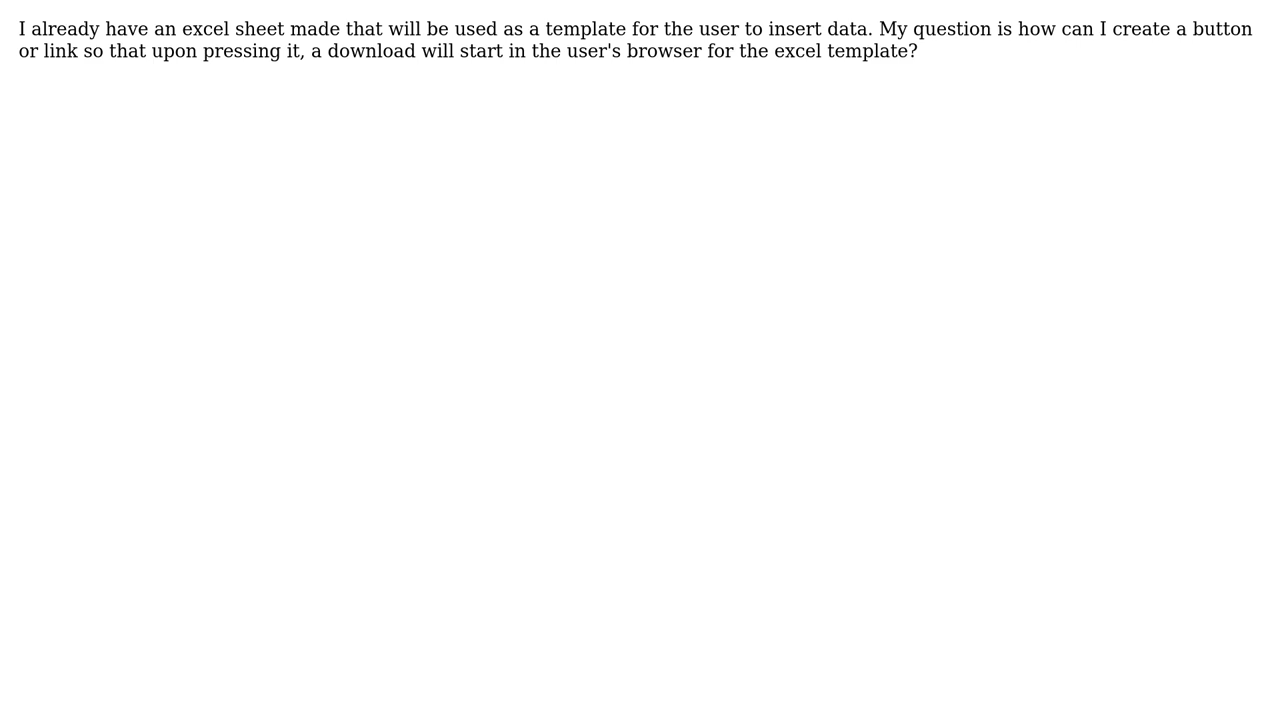 I already have an excel sheet made that will be used as a template for the user to insert data. My question is how can I create a button
or link so that upon pressing it, a download will start in the user's browser for the excel template?